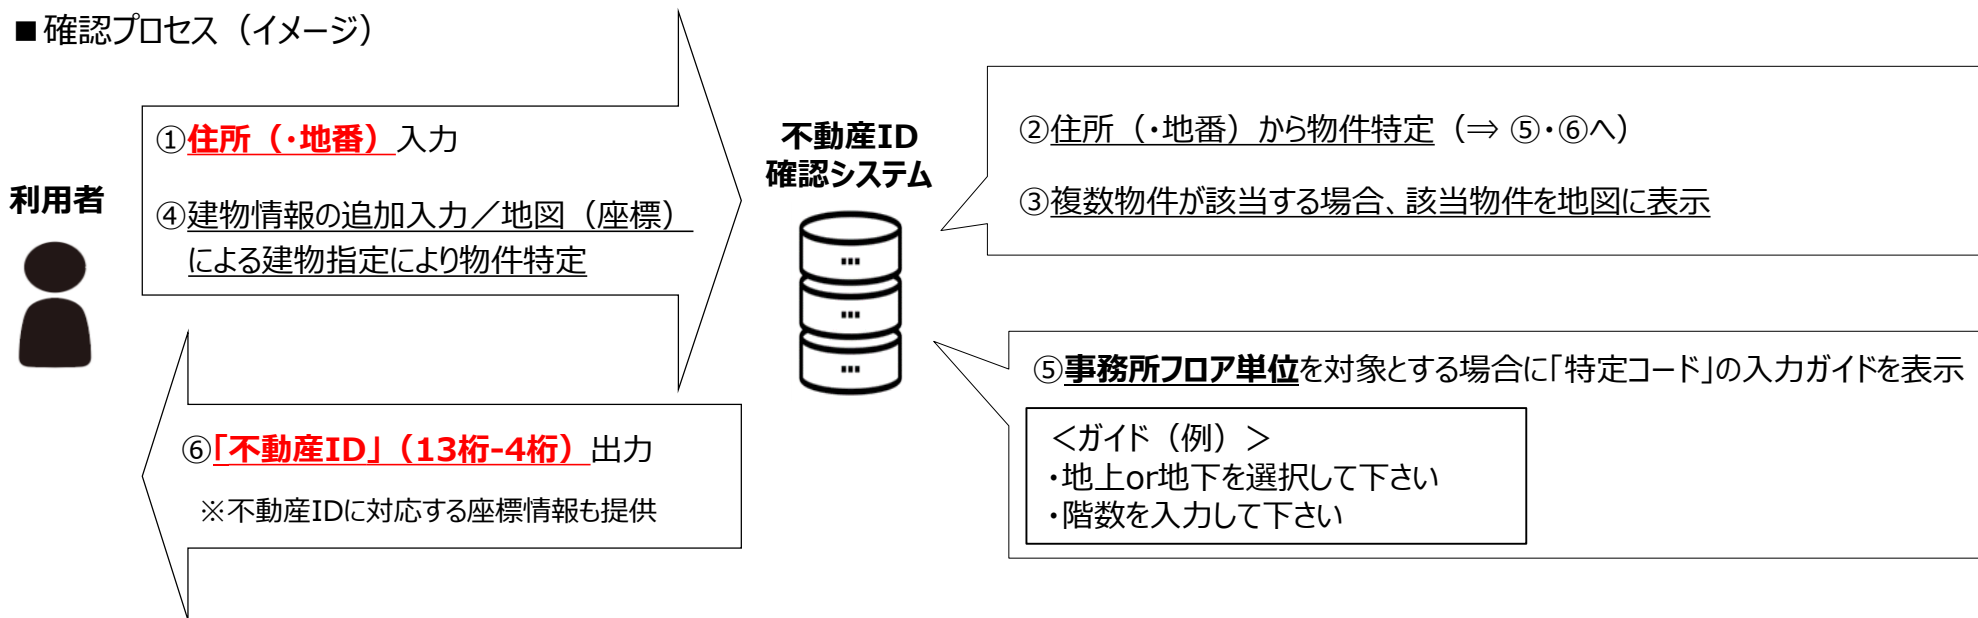 ■確認プロセス（イメージ）
利用者
①住所（・地番）入力
④建物情報の追加入力／地図（座標）
による建物指定により物件特定
不動産ID
確認システム
②住所（・地番）から物件特定（⇒ ⑤・⑥へ）
③複数物件が該当する場合、該当物件を地図に表示
⑤事務所フロア単位を対象とする場合に「特定コード」の入力ガイドを表示
＜ガイド（例）＞
・地上or地下を選択して下さい
・階数を入力して下さい
⑥「不動産ID」（13桁-4桁）出力
※不動産IDに対応する座標情報も提供